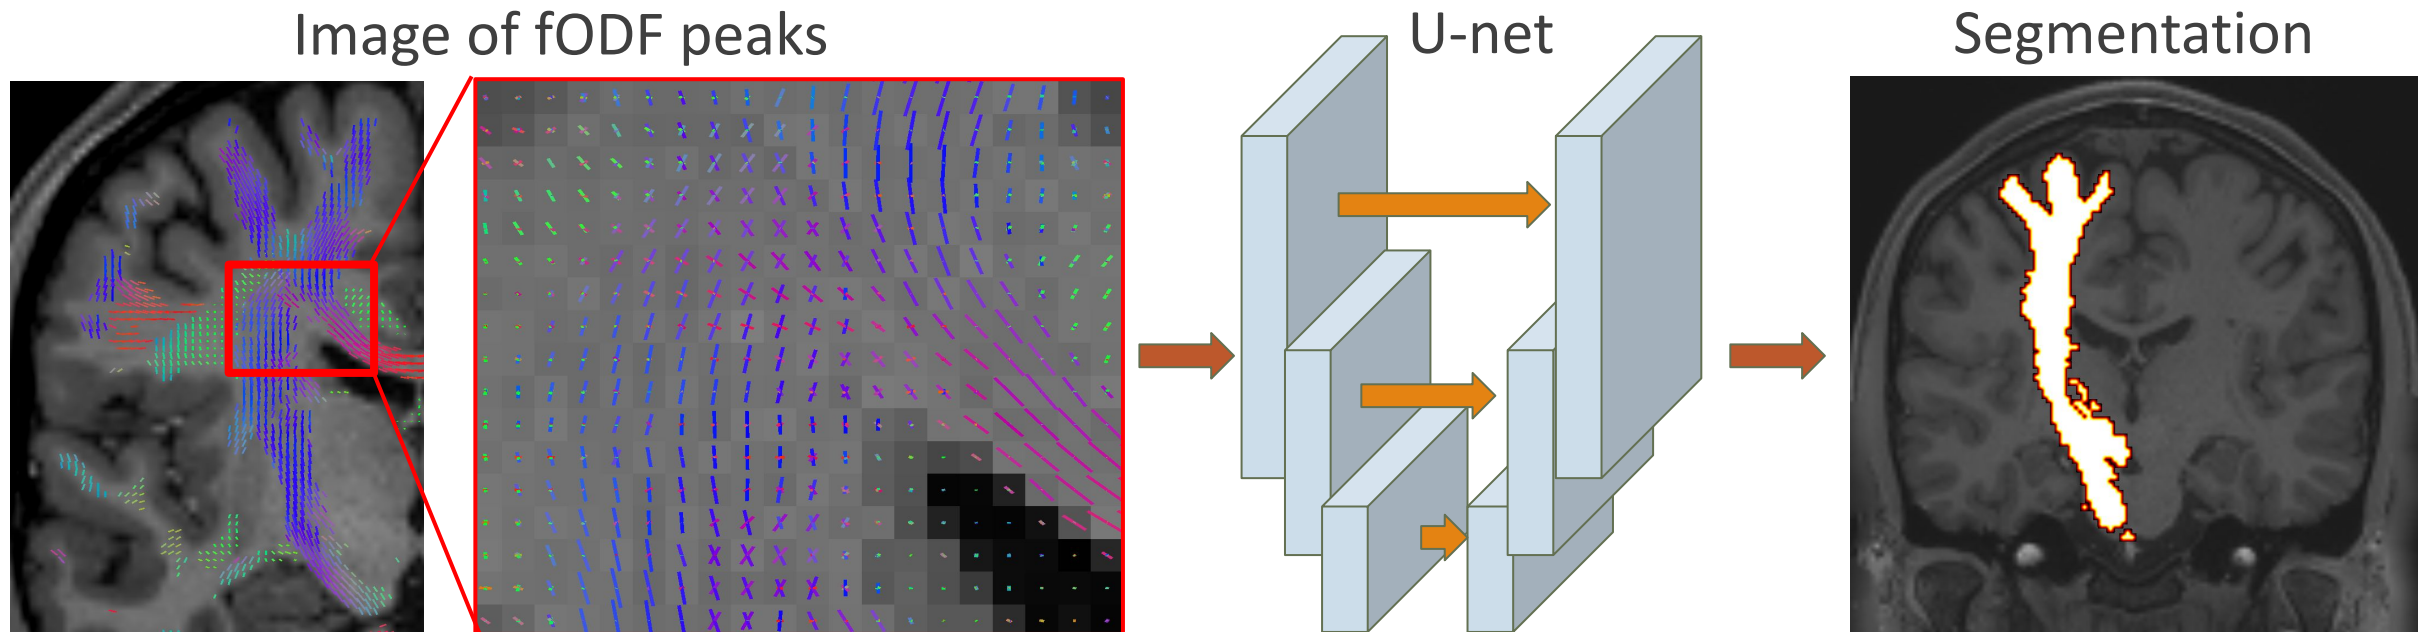 Image of fODF peaks
U-net
Segmentation